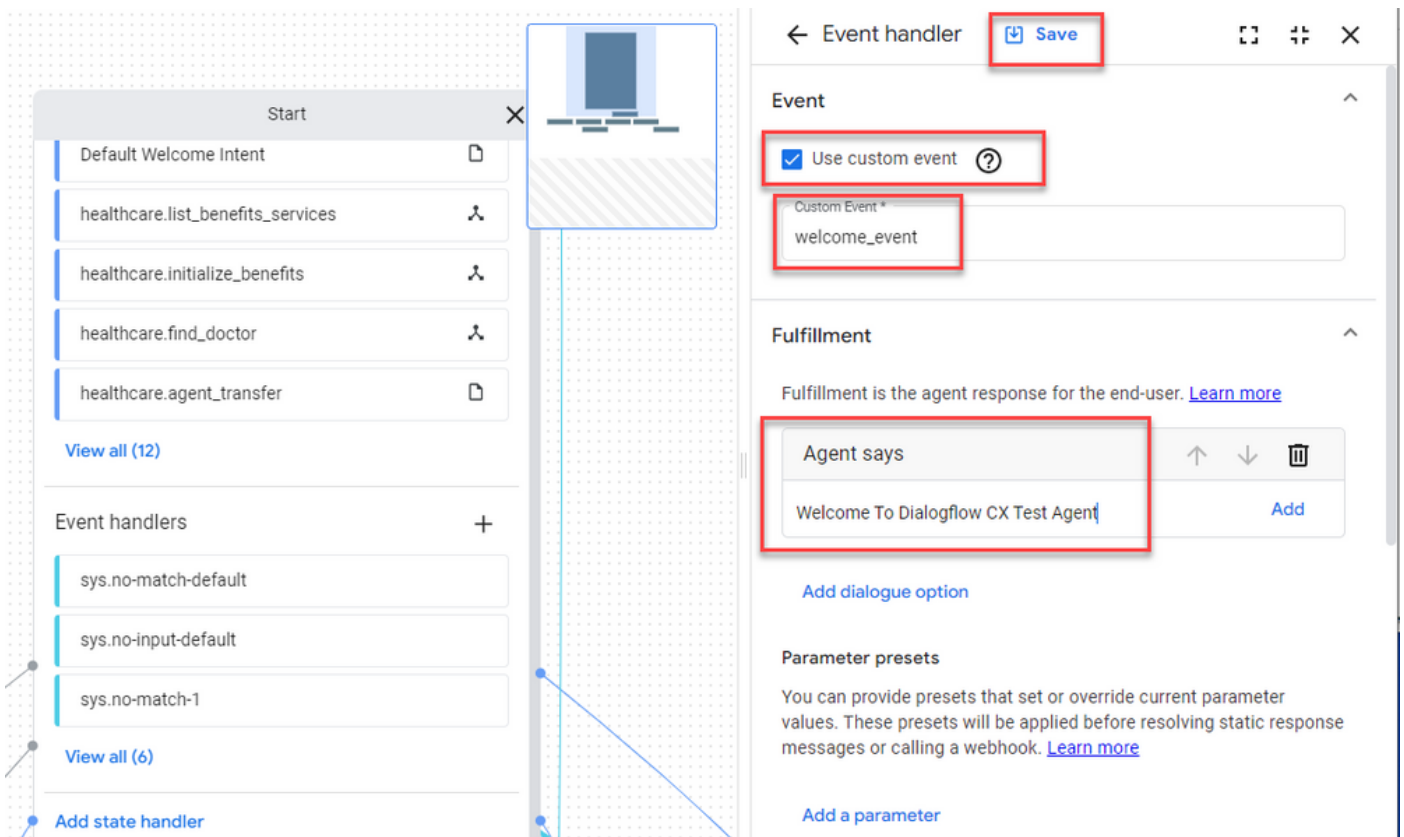 Start
Default Welcome Intent
healthcare.list_benefits_services
healthcare.initialize_benefits
healthcare.find_doctor
healthcare.agent_transfer
View all (12)
Event handlers
sys.no-match-default
sys.no-input-default
sys.no-match-1
View all (6)
Add state handler
Event handler
Save
Event
Use custom event
Custom Event *
welcome_event
Fulfillment
Fulfillment is the agent response for the end-user. Learn more
Agent says
Welcome To Dialogflow CX Test Agent
Add
Add dialogue option
Parameter presets
You can provide presets that set or override current parameter
values. These presets will be applied before resolving static response
messages or calling a webhook. Learn more
Add a parameter